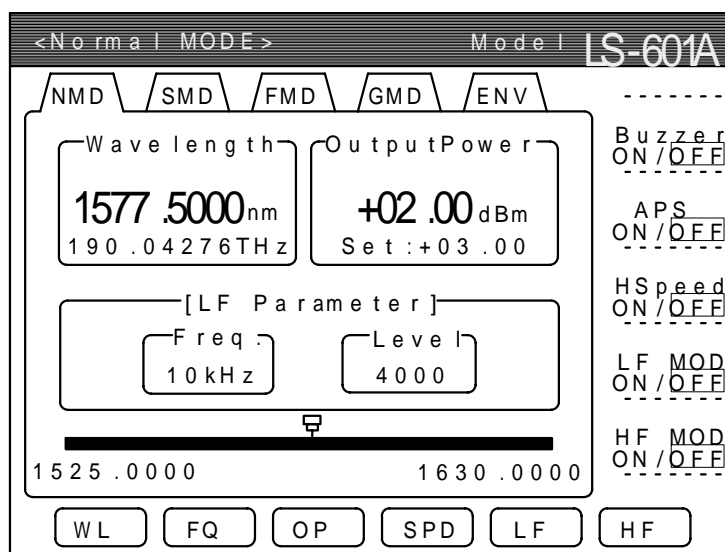 <Normal MODE> Model LS-601A
NMD SMD FMD GMD ENV
Wavelength OutputPower
1577.5000nm +02.00dBm
190.04276THz Set:+03.00
[LF Parameter]
Freq. Level
10kHz 4000
1525.0000 1630.0000
WL FQ OP SPD LF HF
-------
Buzzer
ON/OFF
-------
APS
ON/OFF
-------
HSpeed
ON/OFF
-------
LF MOD
ON/OFF
-------
HF MOD
ON/OFF
-------